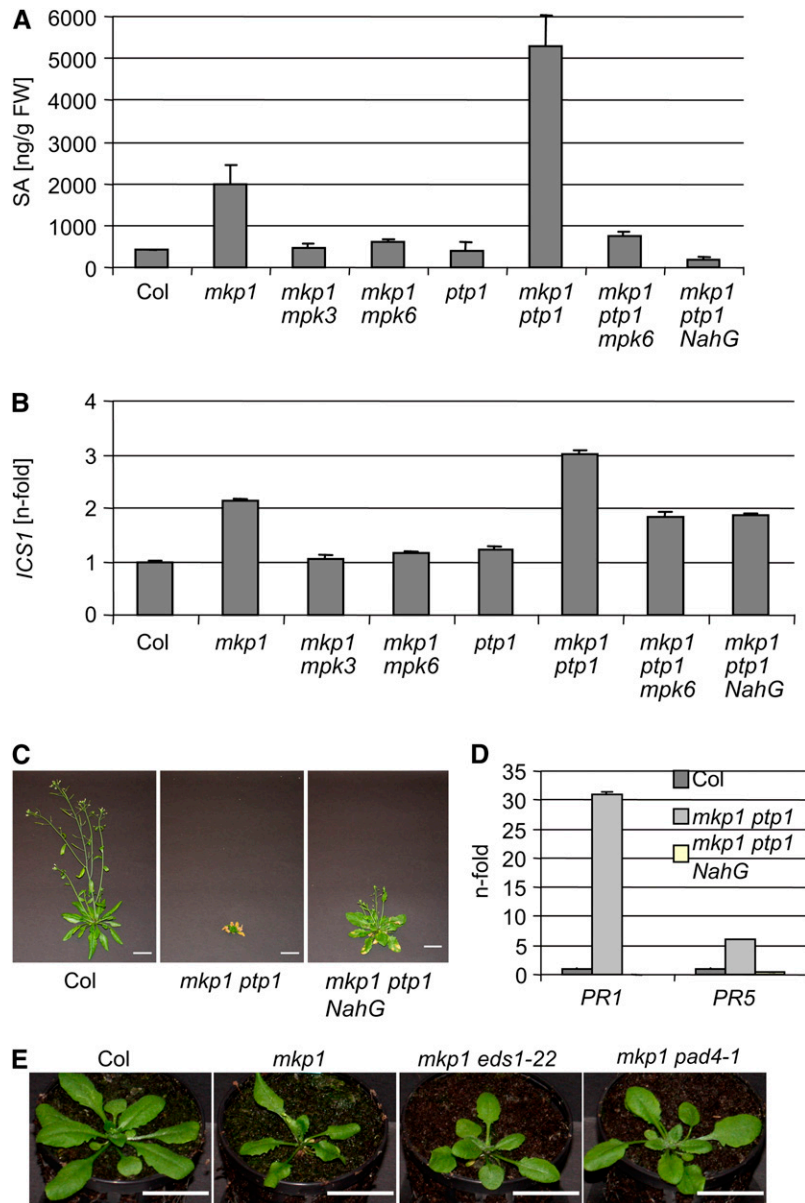 A
SA [ng/g FW]
6000
5000
4000
3000
2000
1000
0
Col
mkp1
mkp1
mpk3
mkp1
mpk6
ptp1
mkp1
ptp1
mkp1
ptp1
mpk6
mkp1
ptp1
NahG
B
ICS1 [n-fold]
4
3
2
1
0
Col
mkp1
mkp1
mpk3
mkp1
mpk6
ptp1
mkp1
ptp1
mkp1
ptp1
mpk6
mkp1
ptp1
NahG
C
Col
mkp1 ptp1
mkp1 ptp1
NahG
D
n-fold
35
30
25
20
15
10
5
0
Col
mkp1 ptp1
mkp1 ptp1
NahG
PR1
PR5
E
Col
mkp1
mkp1 eds1-22
mkp1 pad4-1